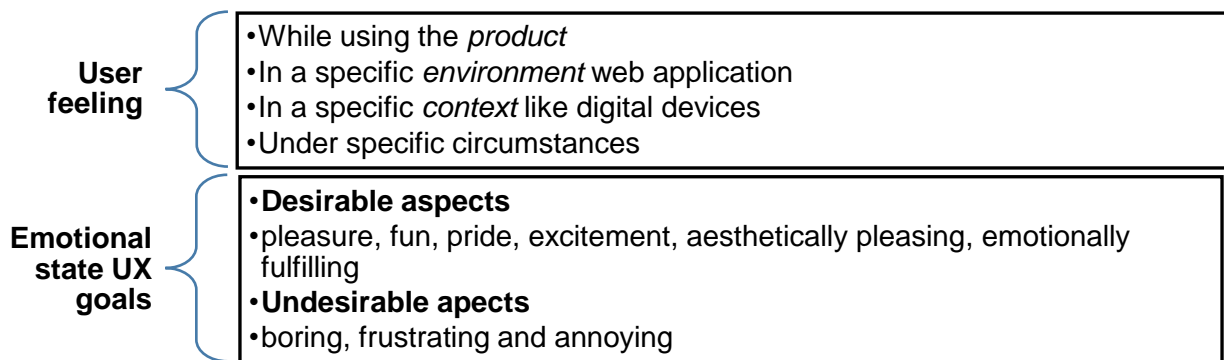 User
feeling
•While using the product
•In a specific environment web application
•In a specific context like digital devices
•Under specific circumstances
Emotional
state UX
goals
•Desirable aspects
•pleasure, fun, pride, excitement, aesthetically pleasing, emotionally
fulfilling
•Undesirable apects
•boring, frustrating and annoying